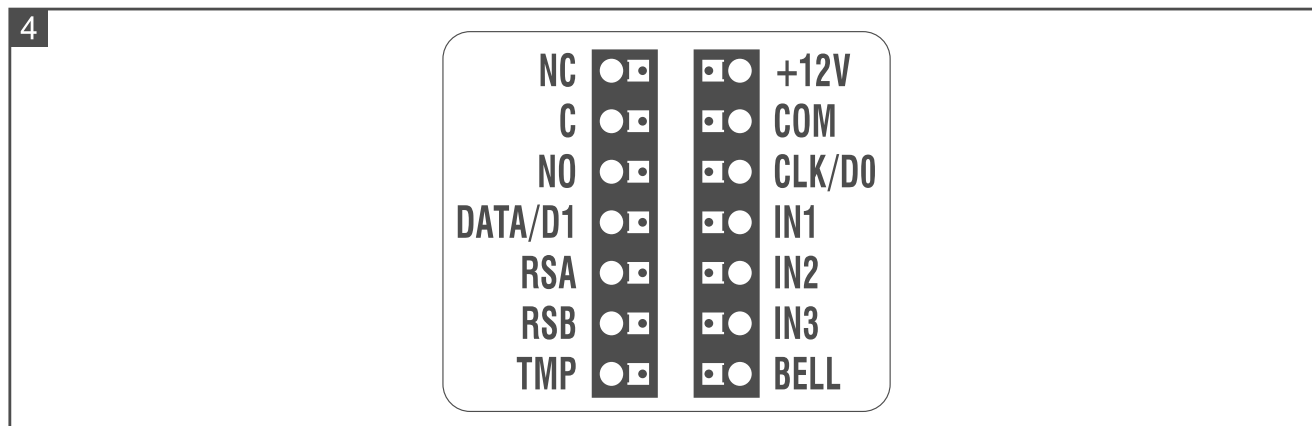 4
NC +12V
C COM
NO CLK/D0
DATA/D1 IN1
RSA IN2
RSB IN3
TMP BELL